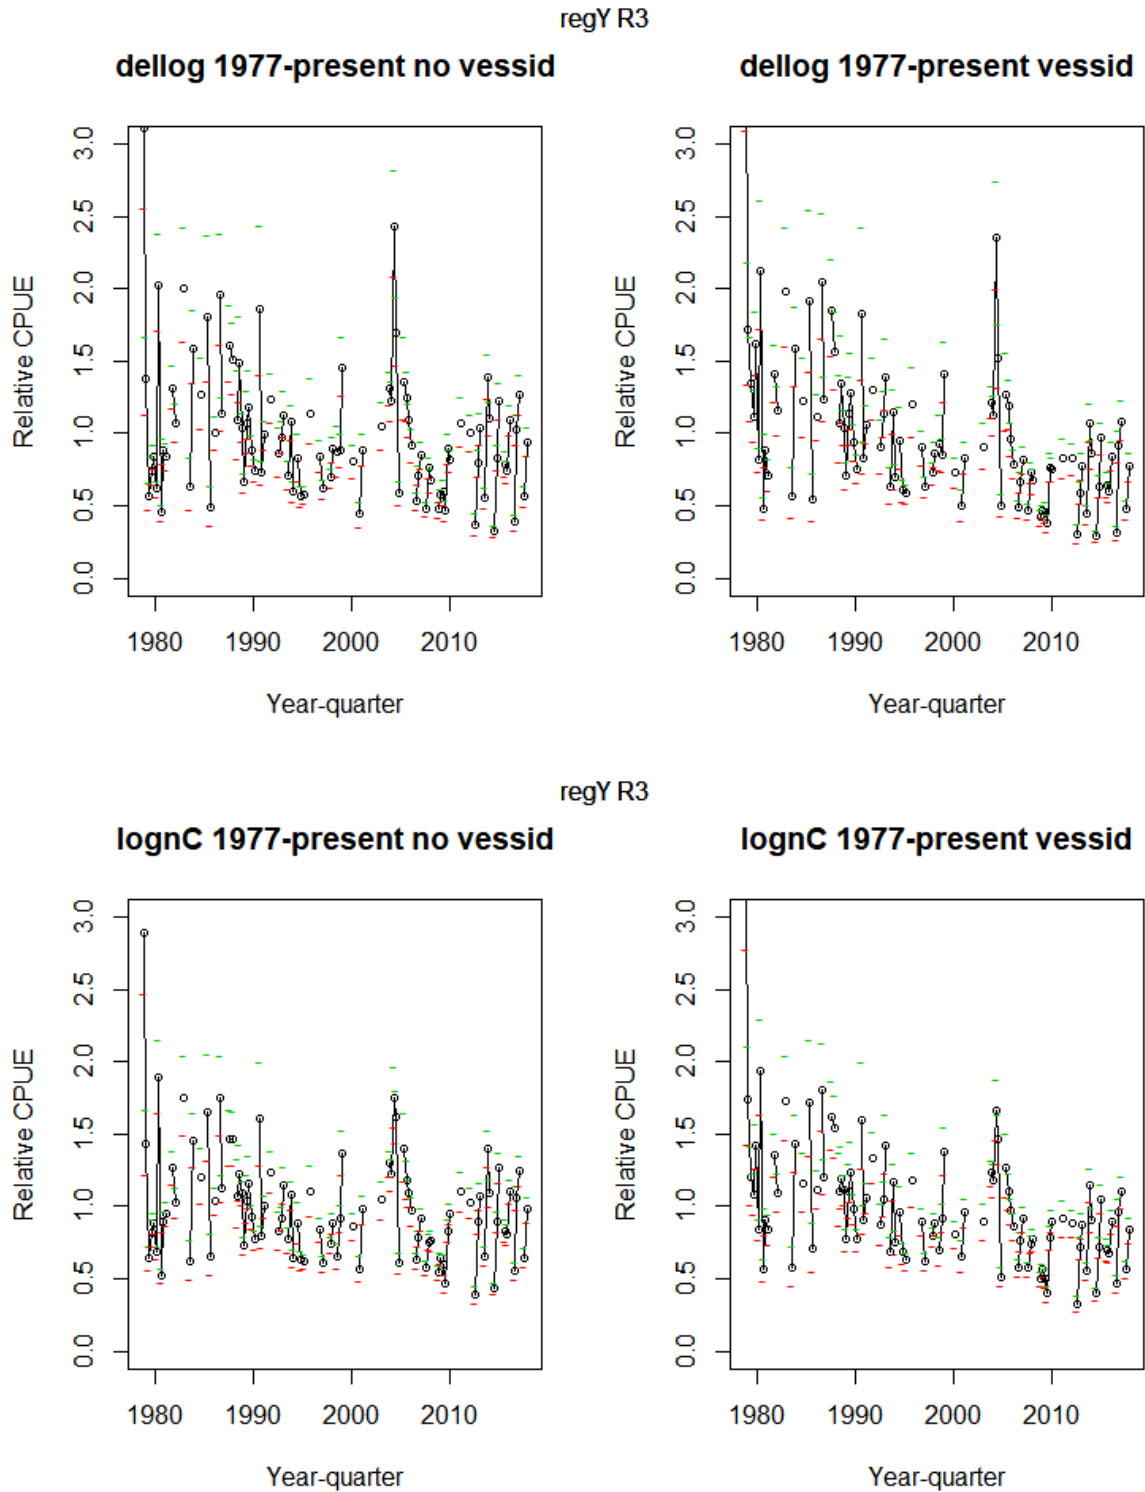 regY R3
dellog 1977-present no vessid
dellog 1977-present vessid
Relative CPUE
3.0
2.5
2.0
1.5
1.0
0.5
0.0
1980 1990 2000 2010
Year-quarter
Relative CPUE
3.0
2.5
2.0
1.5
1.0
0.5
0.0
1980 1990 2000 2010
Year-quarter
regY R3
lognC 1977-present no vessid
lognC 1977-present vessid
Relative CPUE
3.0
2.5
2.0
1.5
1.0
0.5
0.0
1980 1990 2000 2010
Year-quarter
Relative CPUE
3.0
2.5
2.0
1.5
1.0
0.5
0.0
1980 1990 2000 2010
Year-quarter